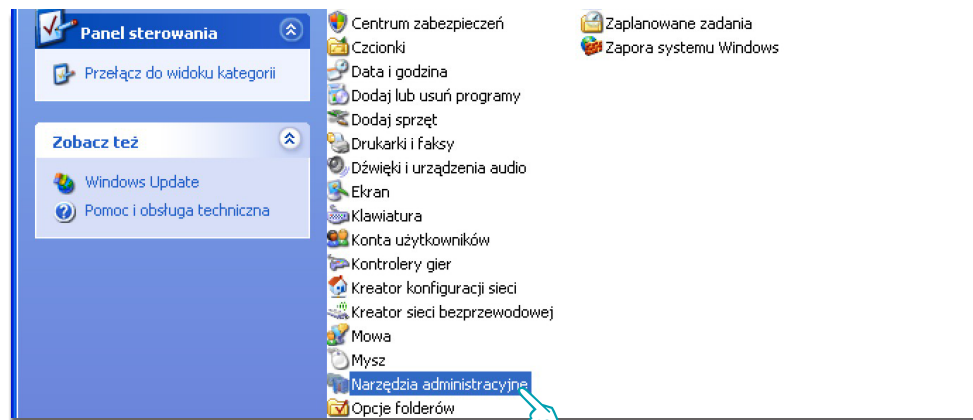 Panel sterowania
Przełącz do widoku kategorii
Zobacz też
Windows Update
Pomoc i obsługa techniczna
Centrum zabezpieczeń
Czcionki
Data i godzina
Dodaj lub usuń programy
Dodaj sprzęt
Drukarki i faksy
Dźwięki i urządzenia audio
Ekran
Klawiatura
Konta użytkowników
Kontrolery gier
Kreator konfiguracji sieci
Kreator sieci bezprzewodowej
Mowa
Mysz
Narzędzia administracyjne
Opcje folderów
Zaplanowane zadania
Zapora systemu Windows